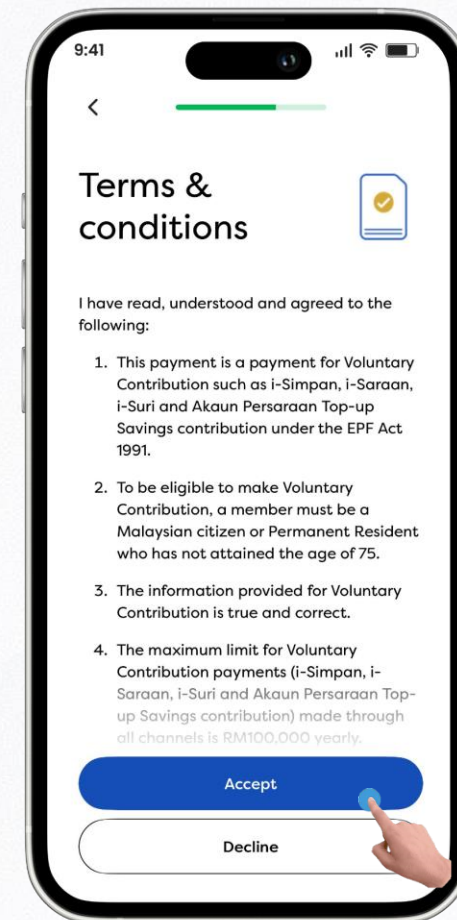 9:41
Terms &
conditions
I have read, understood and agreed to the
following:
1. This payment is a payment for Voluntary
Contribution such as i-Simpan, i-Saraan,
i-Suri and Akaun Persaraan Top-up
Savings contribution under the EPF Act
1991.
2. To be eligible to make Voluntary
Contribution, a member must be a
Malaysian citizen or Permanent Resident
who has not attained the age of 75.
3. The information provided for Voluntary
Contribution is true and correct.
4. The maximum limit for Voluntary
Contribution payments (i-Simpan, i-
Saraan, i-Suri and Akaun Persaraan Top-
up Savings contribution) made through
all channels is RM100,000 yearly.
Accept
Decline